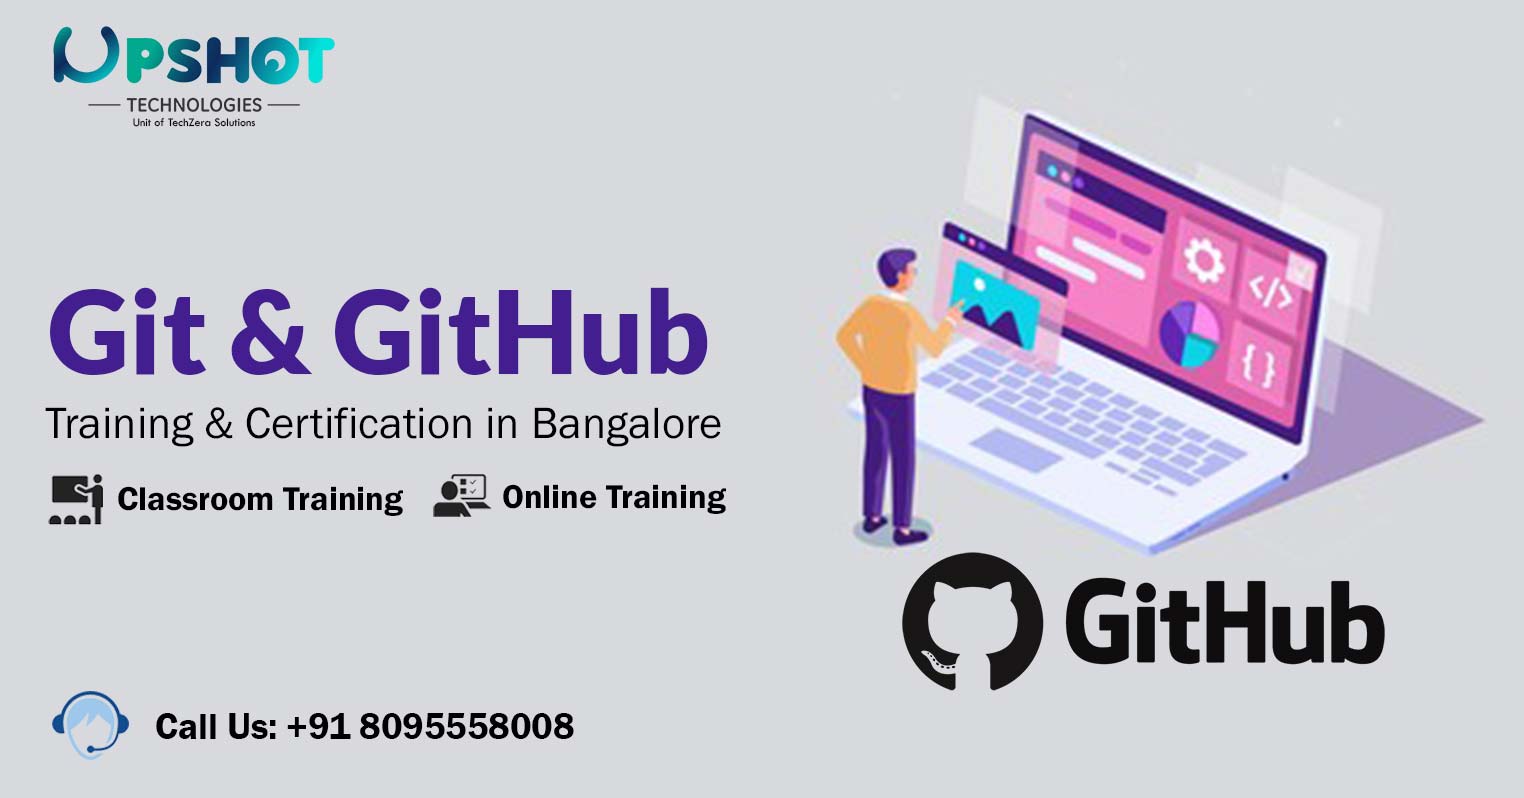 UPSHOT
TECHNOLOGIES
Unit of TechZera Solutions
Git & GitHub
Training & Certification in Bangalore
Classroom Training
Online Training
</>
{ }
GitHub
Call Us: +91 8095558008